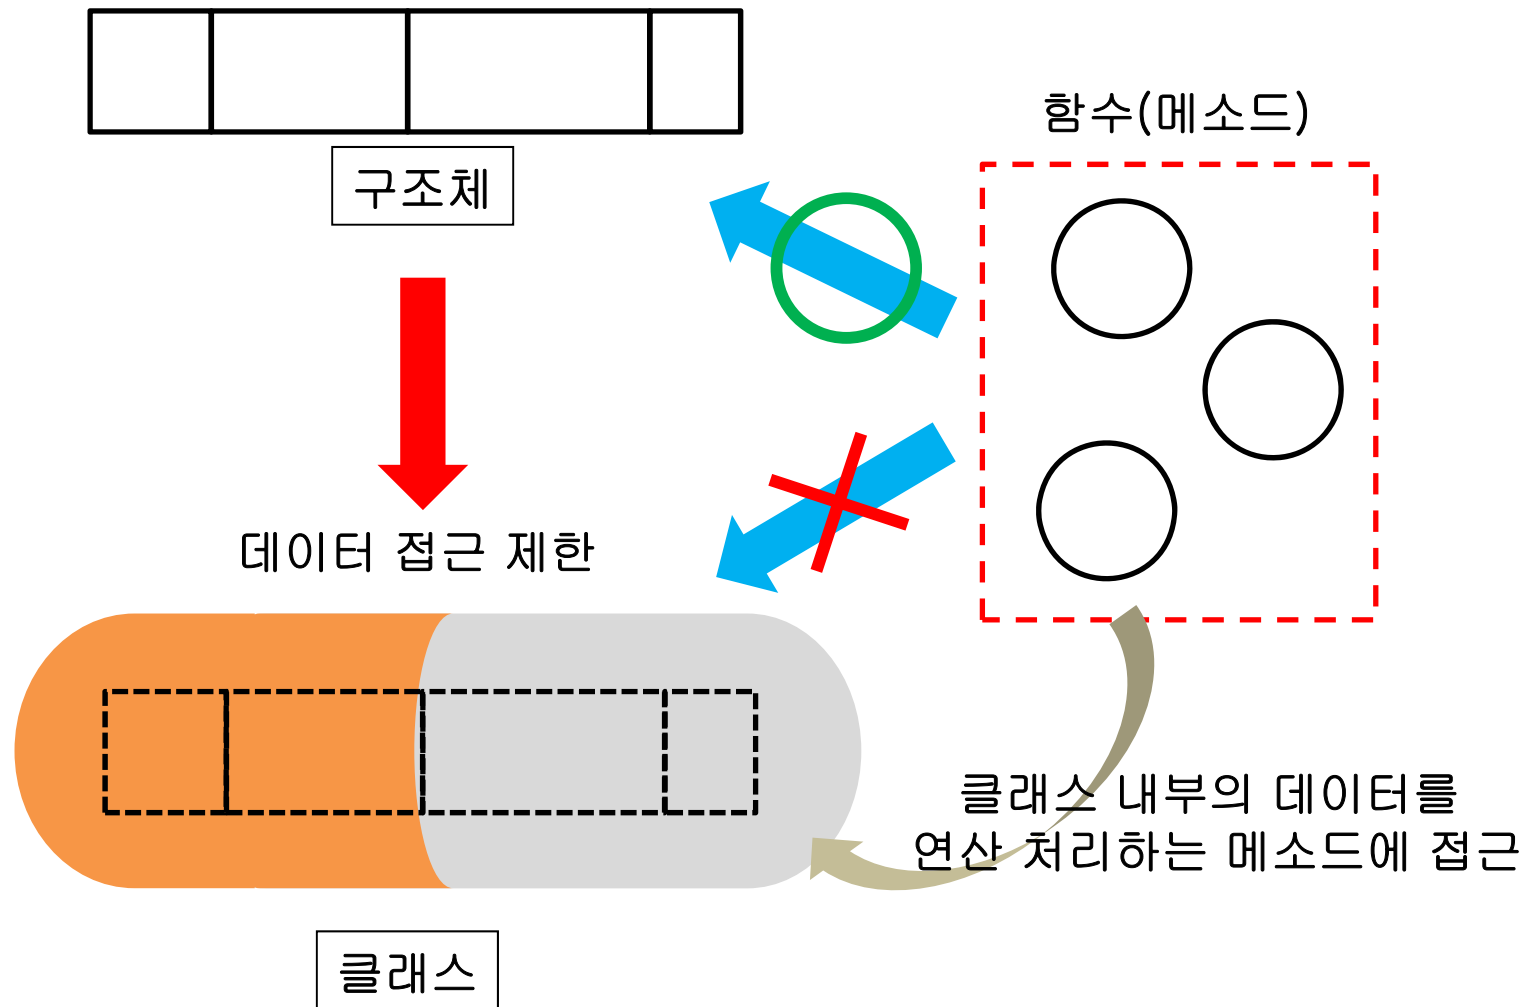 함수(메소드)
구조체
데이터 접근 제한
클래스 내부의 데이터를
연산 처리하는 메소드에 접근
클래스